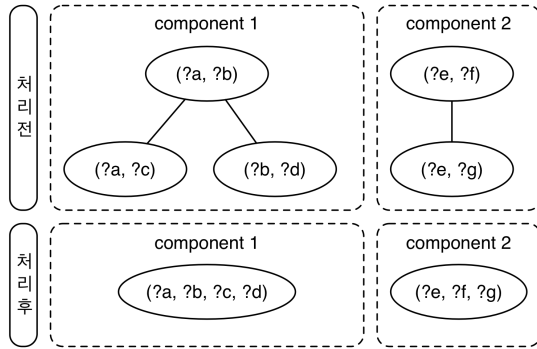 처리전
component 1
component 2
(?a, ?b)
(?e, ?f)
(?a, ?c)
(?b, ?d)
(?e, ?g)
처리후
component 1
component 2
(?a, ?b, ?c, ?d)
(?e, ?f, ?g)